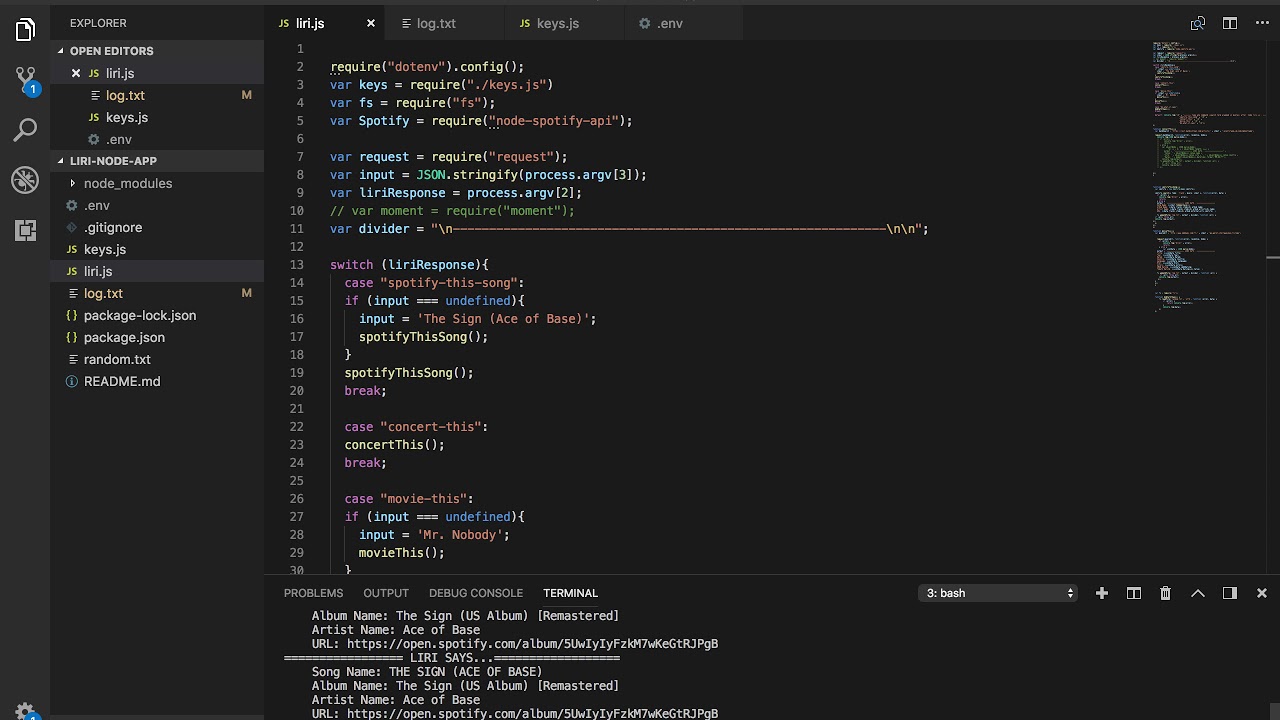 EXPLORER
OPEN EDITORS
JS liri.js
log.txt M
JS keys.js
.env
LIRI-NODE-APP
node_modules
.env
.gitignore
JS keys.js
JS liri.js
log.txt M
{ } package-lock.json
{ } package.json
random.txt
README.md
1
1
JS liri.js log.txt JS keys.js .env
1
2 require("dotenv").config();
3 var keys = require("./keys.js")
4 var fs = require("fs");
5 var Spotify = require("node-spotify-api");
6
7 var request = require("request");
8 var input = JSON.stringify(process.argv[3]);
9 var liriResponse = process.argv[2];
10 // var moment = require("moment");
11 var divider = "\n------------------------------------------------------------\n\n";
12
13 switch (liriResponse){
14 case "spotify-this-song":
15 if (input === undefined){
16 input = 'The Sign (Ace of Base)';
17 spotifyThisSong();
18 }
19 spotifyThisSong();
20 break;
21
22 case "concert-this":
23 concertThis();
24 break;
25
26 case "movie-this":
27 if (input === undefined){
28 input = 'Mr. Nobody';
29 movieThis();
30 }
PROBLEMS OUTPUT DEBUG CONSOLE TERMINAL 3: bash
Album Name: The Sign (US Album) [Remastered]
Artist Name: Ace of Base
URL: https://open.spotify.com/album/5UwIyIyFzkM7wKeGtRJPgB
================= LIRI SAYS...==================
Song Name: THE SIGN (ACE OF BASE)
Album Name: The Sign (US Album) [Remastered]
Artist Name: Ace of Base
URL: https://open.spotify.com/album/5UwIyIyFzkM7wKeGtRJPgB